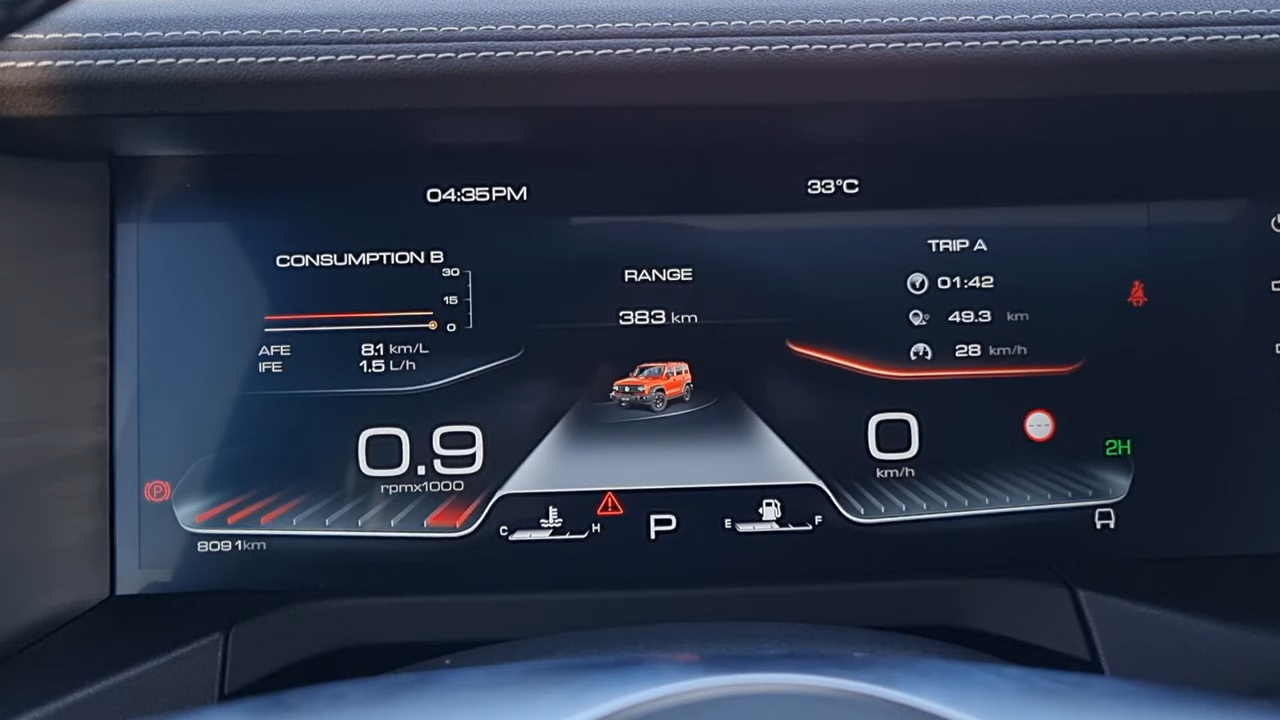 04:35PM
33°C
CONSUMPTION B
30
15
0
AFE 8.1 km/L
IFE 1.5 L/h
RANGE
383 km
TRIP A
01:42
49.3 km
28 km/h
0.9
rpmx1000
0
km/h
2H
P
C H
P
E F
8091km